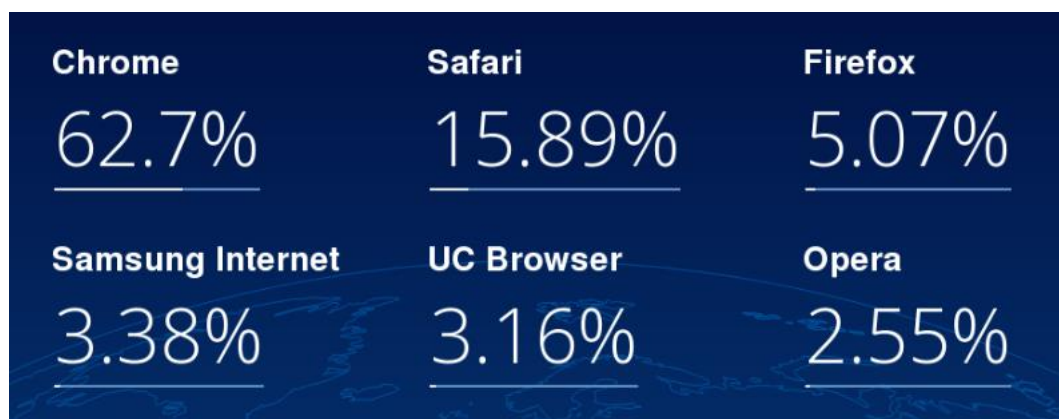 Chrome Safari Firefox
62.7% 15.89% 5.07%
Samsung Internet UC Browser Opera
3.38% 3.16% 2.55%